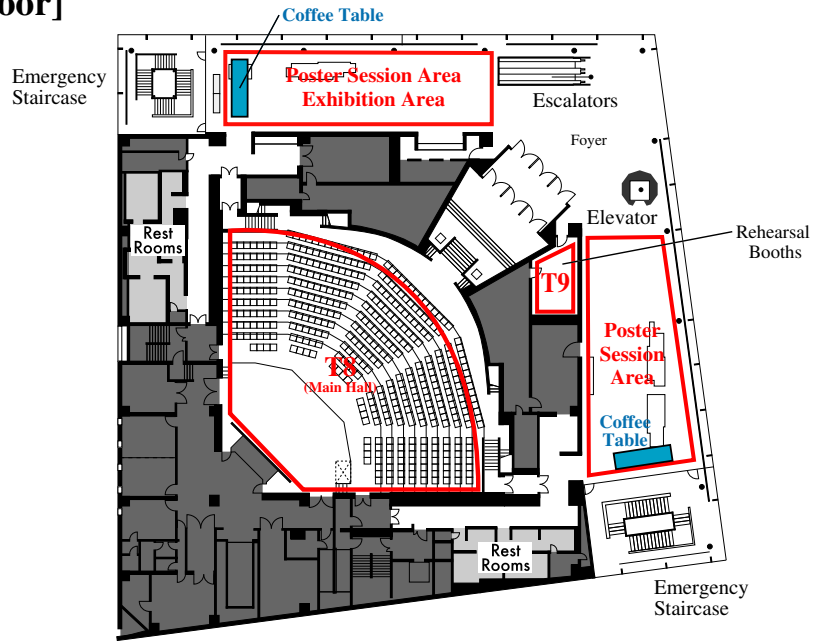 oor]
Coffee Table
Emergency
Staircase
Poster Session Area
Exhibition Area
Escalators
Foyer
Elevator
Rest
Rooms
Rehearsal
Booths
T9
Poster
Session
Area
T8
(Main Hall)
Coffee
Table
Rest
Rooms
Emergency
Staircase